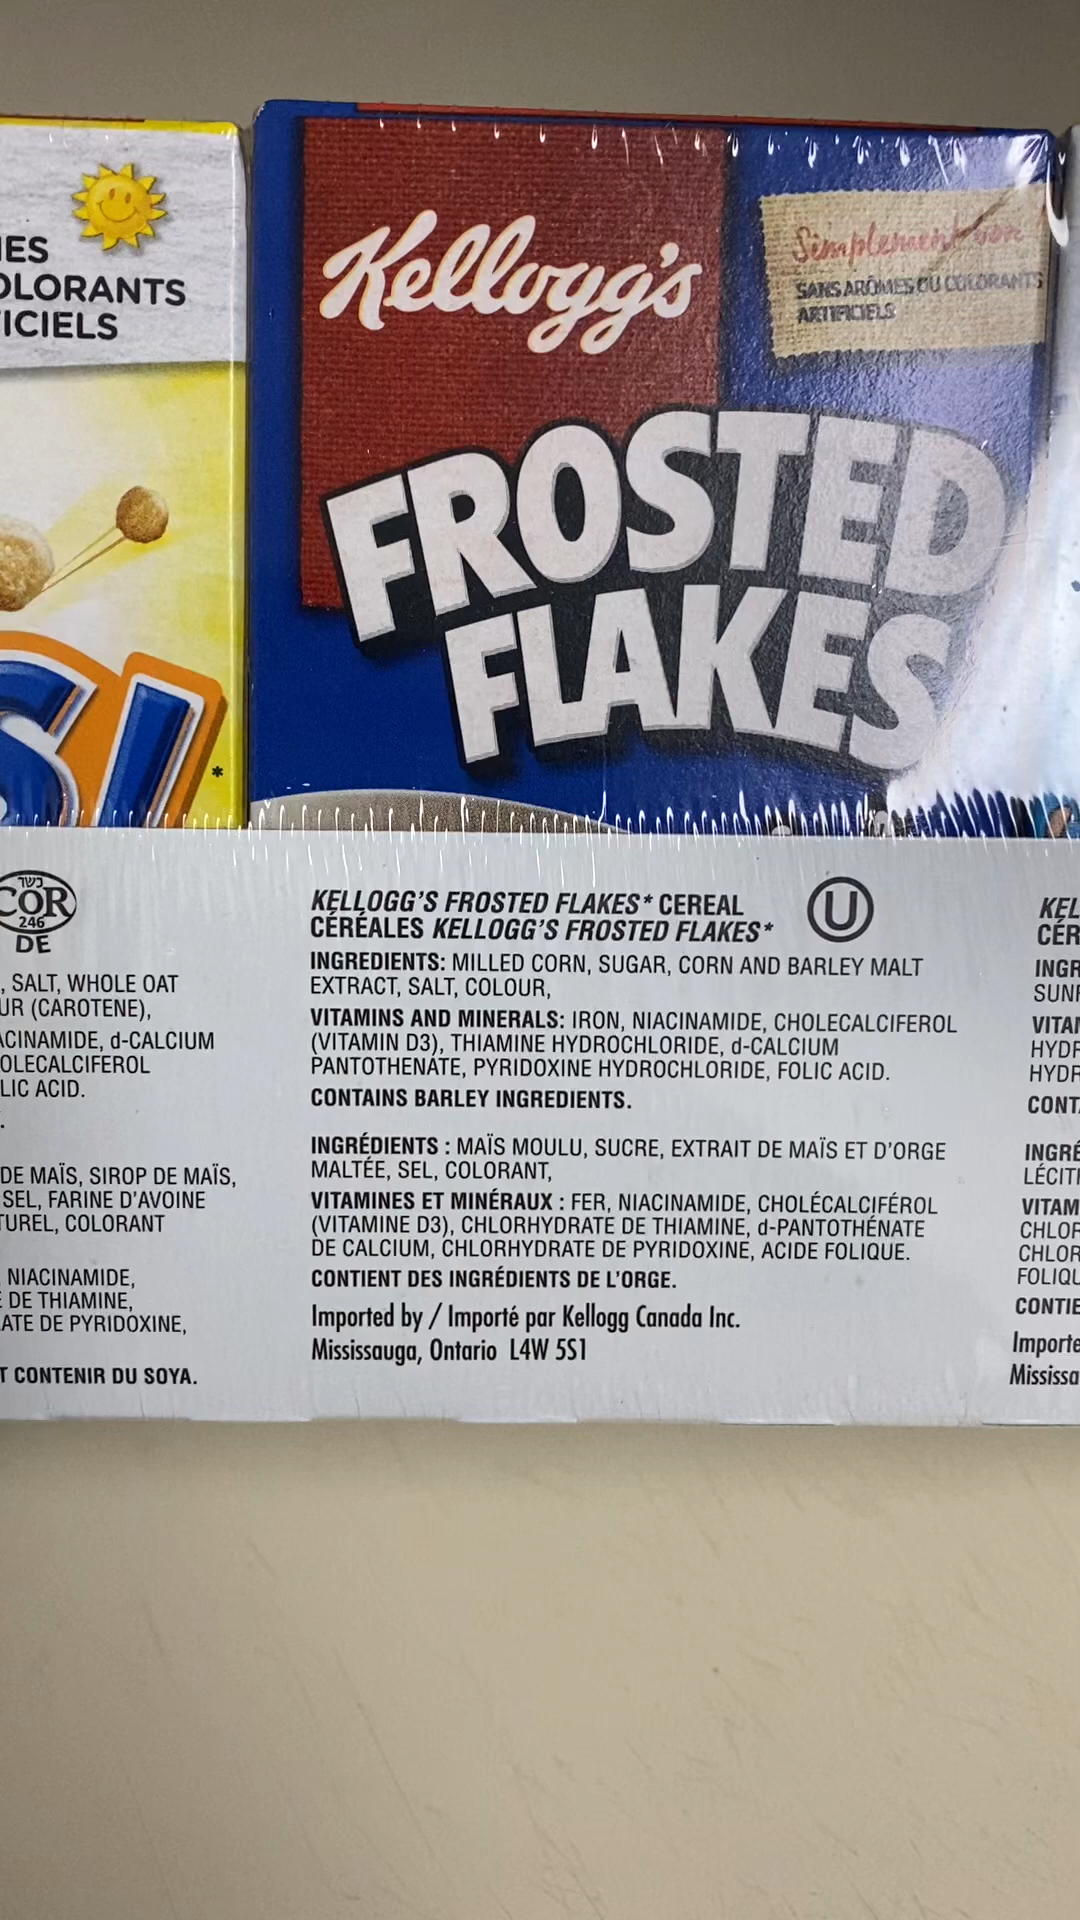 IES
OLORANTS
ICIELS
SI
*
Kellogg's
Simplement bon
SANS ARÔMES OU COLORANTS
ARTIFICIELS
FROSTED
FLAKES
כשר
COR
246
DE
, SALT, WHOLE OAT
UR (CAROTENE),
ACINAMIDE, d-CALCIUM
OLECALCIFEROL
LIC ACID.
.
DE MAÏS, SIROP DE MAÏS,
SEL, FARINE D'AVOINE
TUREL, COLORANT
NIACINAMIDE,
E DE THIAMINE,
ATE DE PYRIDOXINE,
T CONTENIR DU SOYA.
KELLOGG'S FROSTED FLAKES* CEREAL
CÉRÉALES KELLOGG'S FROSTED FLAKES*
U
INGREDIENTS: MILLED CORN, SUGAR, CORN AND BARLEY MALT
EXTRACT, SALT, COLOUR,
VITAMINS AND MINERALS: IRON, NIACINAMIDE, CHOLECALCIFEROL
(VITAMIN D3), THIAMINE HYDROCHLORIDE, d-CALCIUM
PANTOTHENATE, PYRIDOXINE HYDROCHLORIDE, FOLIC ACID.
CONTAINS BARLEY INGREDIENTS.
INGRÉDIENTS : MAÏS MOULU, SUCRE, EXTRAIT DE MAÏS ET D'ORGE
MALTÉE, SEL, COLORANT,
VITAMINES ET MINÉRAUX : FER, NIACINAMIDE, CHOLÉCALCIFÉROL
(VITAMINE D3), CHLORHYDRATE DE THIAMINE, d-PANTOTHÉNATE
DE CALCIUM, CHLORHYDRATE DE PYRIDOXINE, ACIDE FOLIQUE.
CONTIENT DES INGRÉDIENTS DE L'ORGE.
Imported by / Importé par Kellogg Canada Inc.
Mississauga, Ontario L4W 5S1
KEL
CÉR
INGR
SUNF
VITAM
HYDR
HYDR
CONTA
INGRÉ
LÉCITH
VITAM
CHLOR
CHLOR
FOLIQU
CONTIE
Importe
Mississa